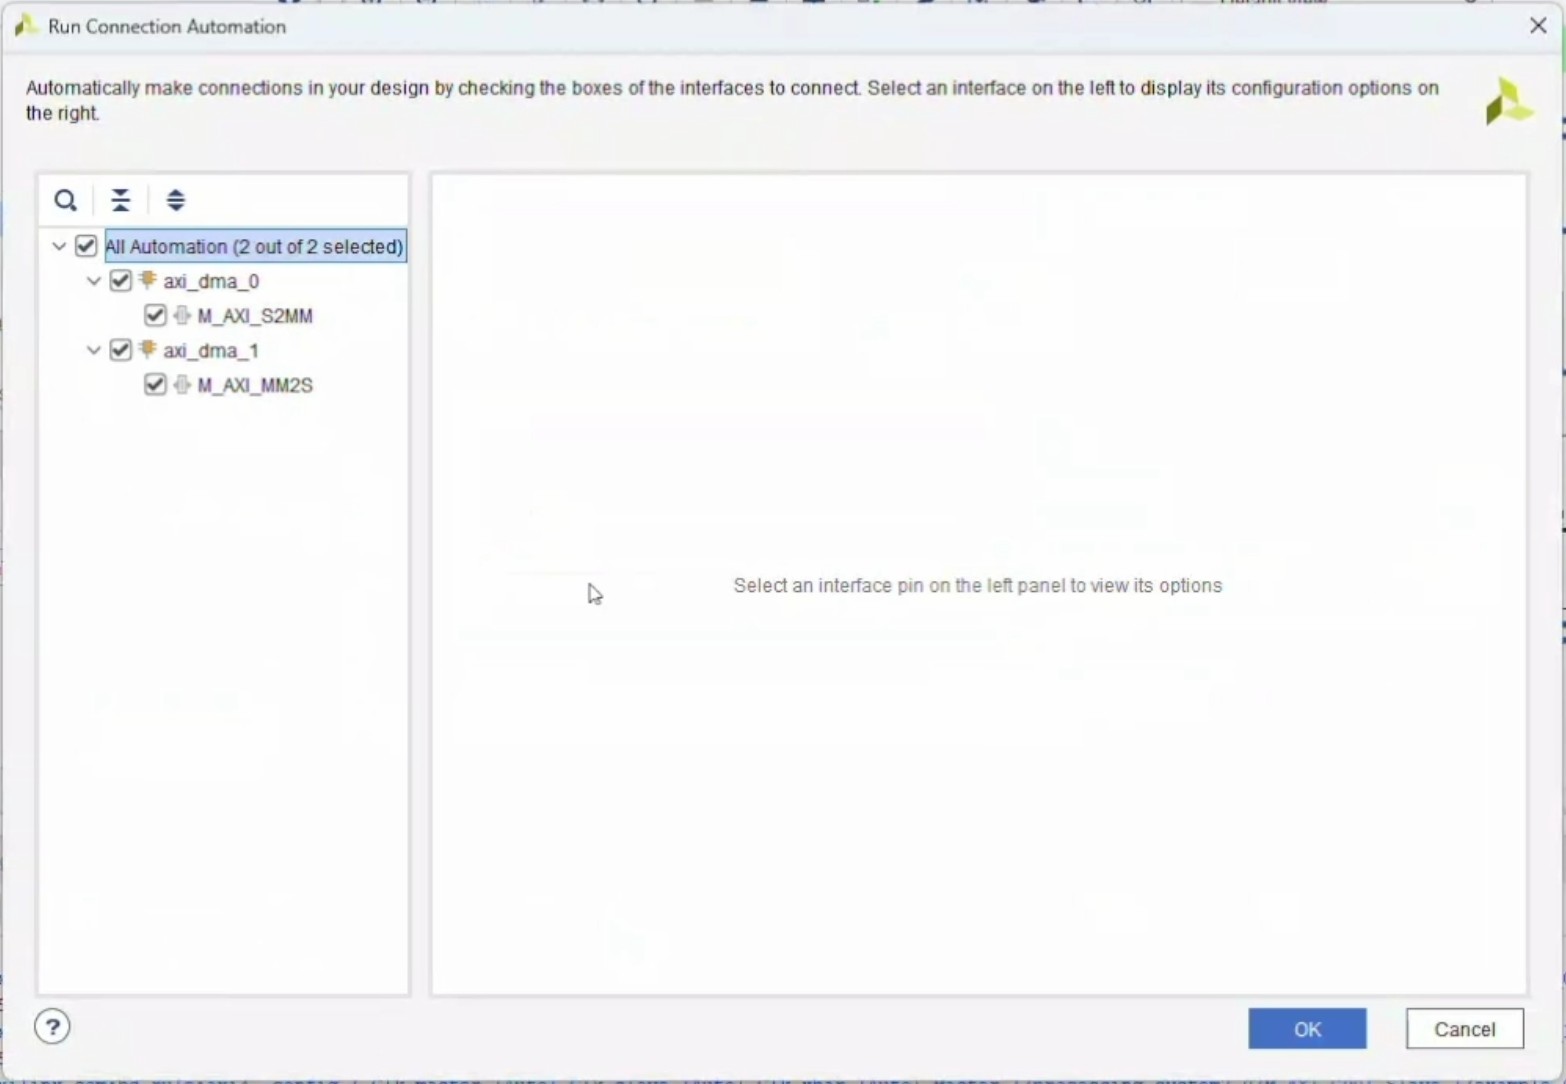 Run Connection Automation
Automatically make connections in your design by checking the boxes of the interfaces to connect. Select an interface on the left to display its configuration options on
the right.
All Automation (2 out of 2 selected)
axi_dma_0
M_AXI_S2MM
axi_dma_1
M_AXI_MM2S
Select an interface pin on the left panel to view its options
?
OK
Cancel